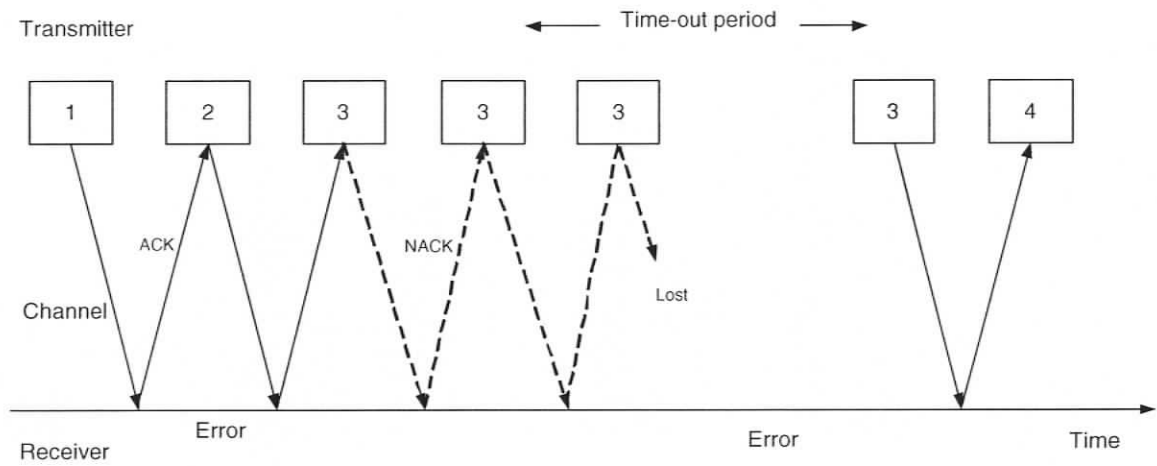 Time-out period
Transmitter
1 2 3 3 3 3 4
ACK NACK
Lost
Channel
Error Error Time
Receiver